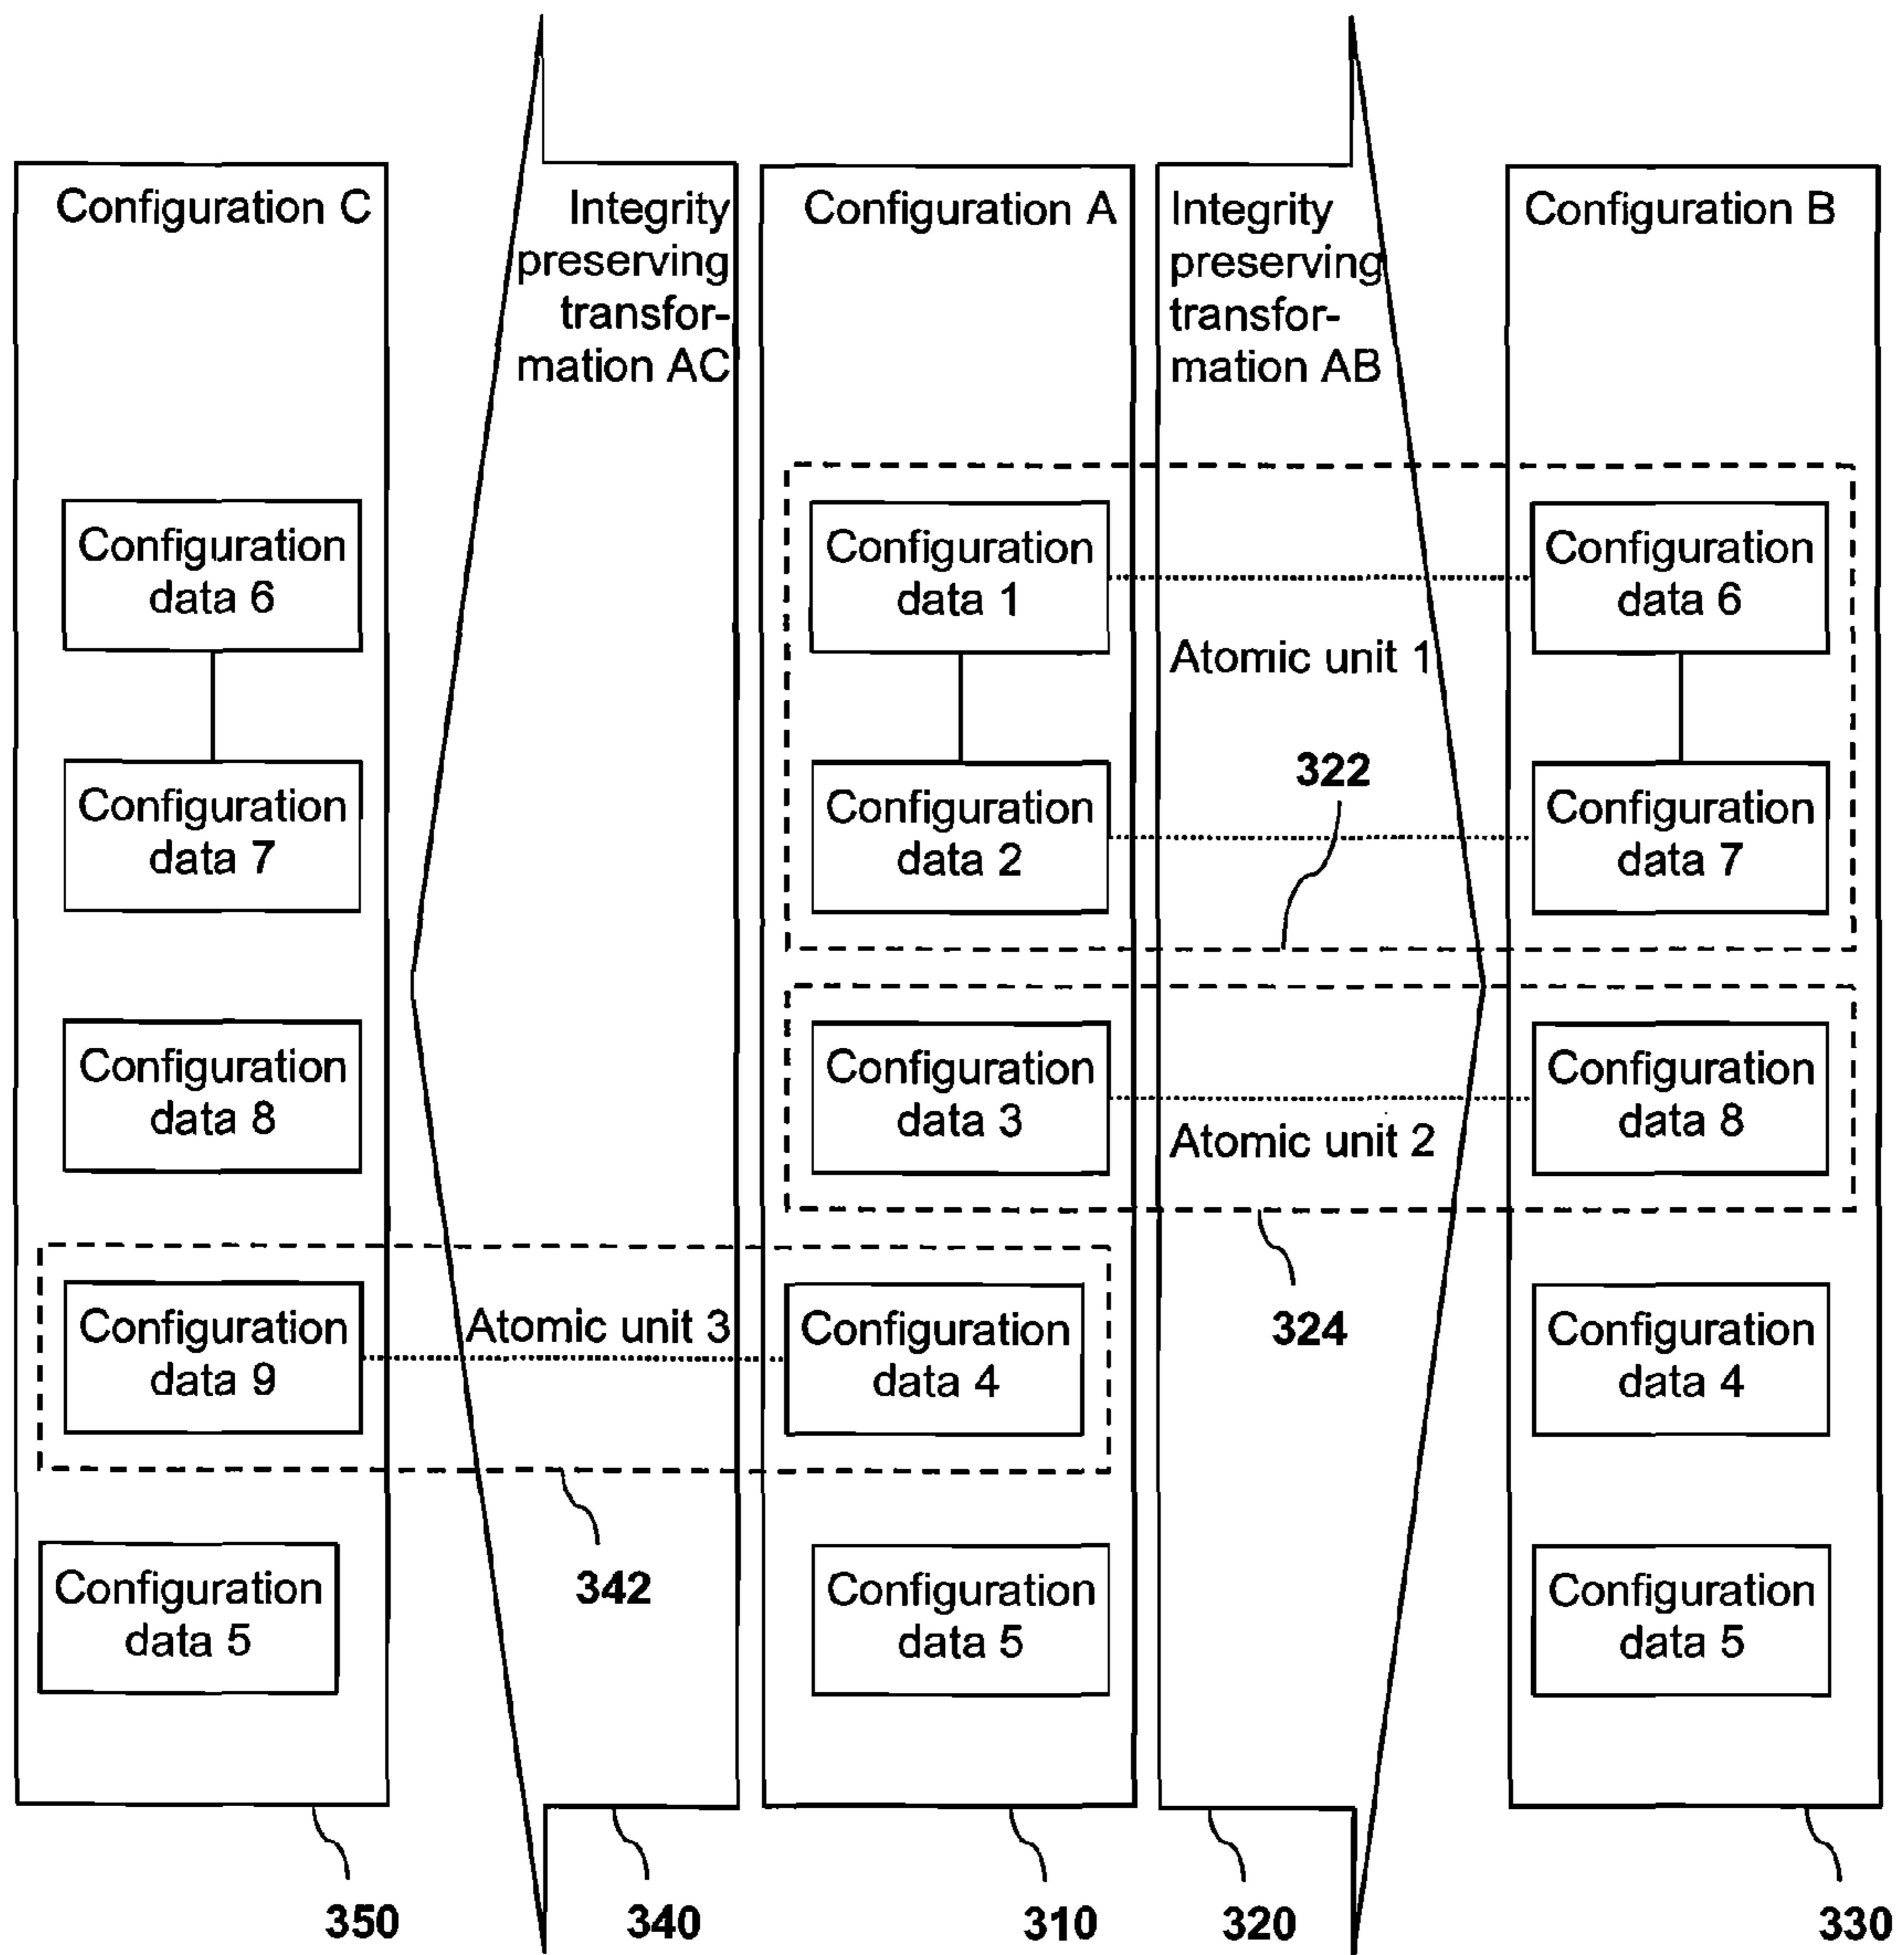 Configuration C
Integrity
preserving
transfor-
mation AC
Configuration A
Integrity
preserving
transfor-
mation AB
Configuration B
Configuration
data 6
Configuration
data 1
Configuration
data 6
Atomic unit 1
322
Configuration
data 7
Configuration
data 2
Configuration
data 7
Configuration
data 8
Configuration
data 3
Configuration
data 8
Atomic unit 2
324
Configuration
data 9
Atomic unit 3
Configuration
data 4
Configuration
data 4
342
Configuration
data 5
Configuration
data 5
Configuration
data 5
350
340
310
320
330